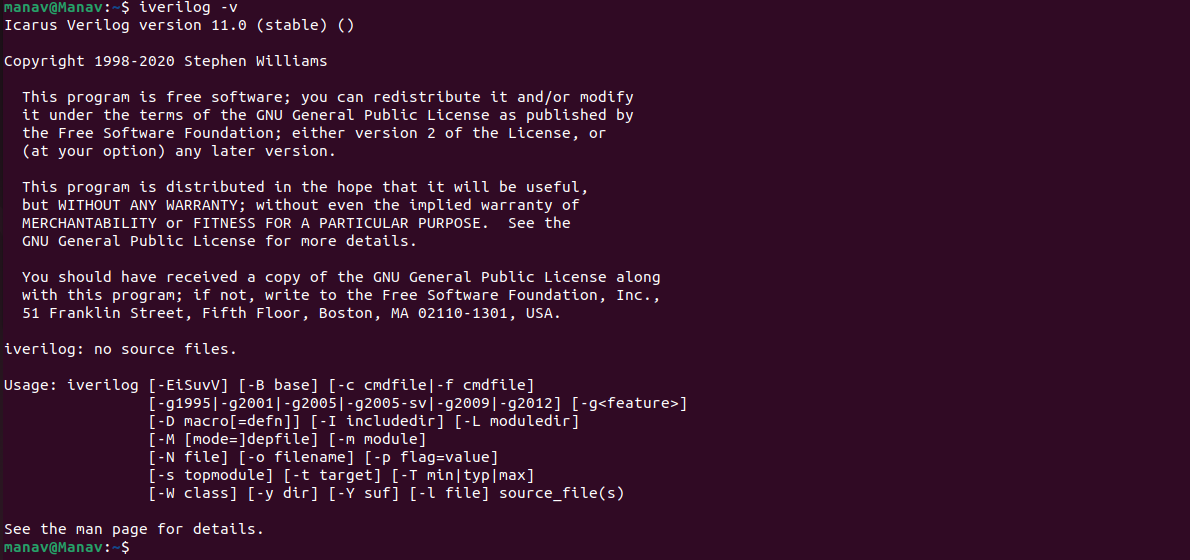 manav@Manav:~$ iverilog -v
Icarus Verilog version 11.0 (stable) ()

Copyright 1998-2020 Stephen Williams

  This program is free software; you can redistribute it and/or modify
  it under the terms of the GNU General Public License as published by
  the Free Software Foundation; either version 2 of the License, or
  (at your option) any later version.

  This program is distributed in the hope that it will be useful,
  but WITHOUT ANY WARRANTY; without even the implied warranty of
  MERCHANTABILITY or FITNESS FOR A PARTICULAR PURPOSE.  See the
  GNU General Public License for more details.

  You should have received a copy of the GNU General Public License along
  with this program; if not, write to the Free Software Foundation, Inc.,
  51 Franklin Street, Fifth Floor, Boston, MA 02110-1301, USA.

iverilog: no source files.

Usage: iverilog [-EiSuvV] [-B base] [-c cmdfile|-f cmdfile]
                [-g1995|-g2001|-g2005|-g2005-sv|-g2009|-g2012] [-g<feature>]
                [-D macro[=defn]] [-I includedir] [-L moduledir]
                [-M [mode=]depfile] [-m module]
                [-N file] [-o filename] [-p flag=value]
                [-s topmodule] [-t target] [-T min|typ|max]
                [-W class] [-y dir] [-Y suf] [-l file] source_file(s)

See the man page for details.
manav@Manav:~$